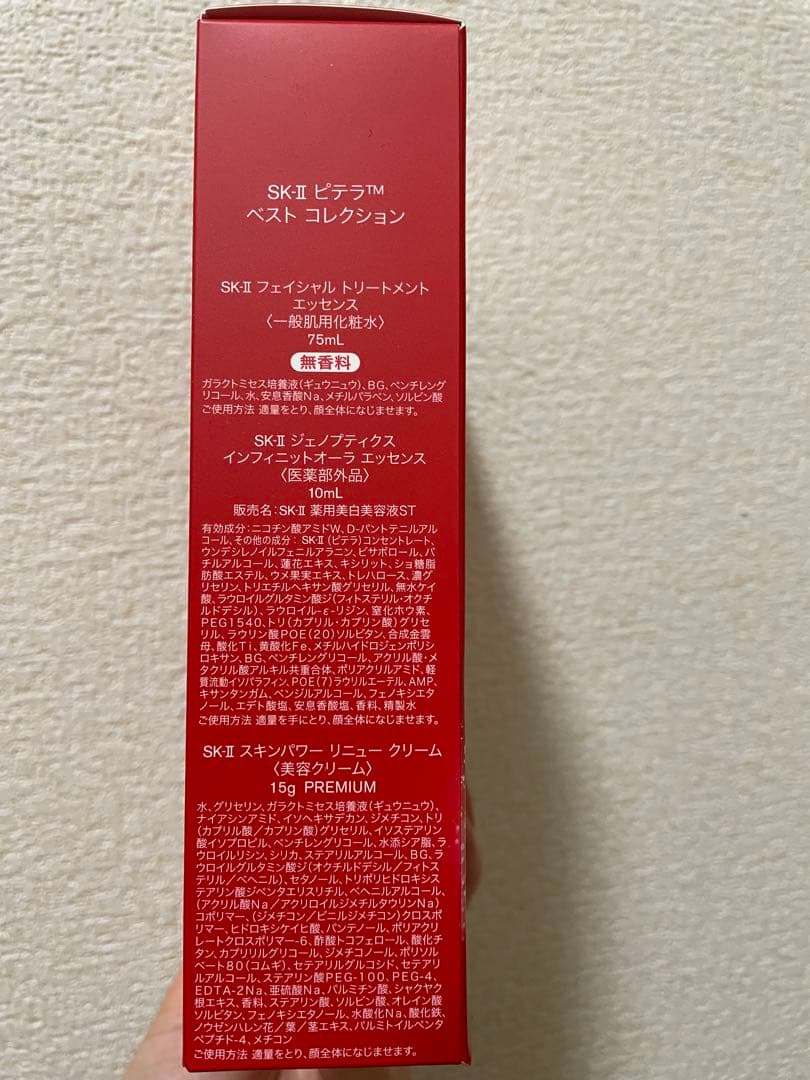 SK-Ⅱ ピテラ™
ベスト コレクション
SK-Ⅱ フェイシャル トリートメント
エッセンス
〈一般肌用化粧水〉
75mL
無香料
ガラクトミセス培養液(ギュウニュウ)、BG、ペンチレング
リコール、水、安息香酸Na、メチルパラベン、ソルビン酸
ご使用方法 適量をとり、顔全体になじませます。
SK-Ⅱ ジェノプティクス
インフィニットオーラ エッセンス
〈医薬部外品〉
10mL
販売名:SK-Ⅱ 薬用美白美容液ST
有効成分:ニコチン酸アミドW、D-パントテニルアル
コール、その他の成分: SK-Ⅱ(ピテラ)コンセントレート、
ウンデシレノイルフェニルアラニン、ビサボロール、バ
チルアルコール、蓮花エキス、キシリット、ショ糖脂
肪酸エステル、ウメ果実エキス、トレハロース、濃グ
リセリン、トリエチルヘキサン酸グリセリル、無水ケイ
酸、ラウロイルグルタミン酸ジ(フィトステリル・オクチ
ルドデシル)、ラウロイル-ε-リジン、窒化ホウ素、
PEG1540、トリ(カプリル・カプリン酸)グリセ
リル、ラウリン酸POE(20)ソルビタン、合成金雲
母、酸化Ti、黄酸化Fe、メチルハイドロジェンポリシ
ロキサン、BG、ペンチレングリコール、アクリル酸・メ
タクリル酸アルキル共重合体、ポリアクリルアミド、軽
質流動イソパラフィン、POE(7)ラウリルエーテル、AMP、
キサンタンガム、ベンジルアルコール、フェノキシエタ
ノール、エデト酸塩、安息香酸塩、香料、精製水
ご使用方法 適量を手にとり、顔全体になじませます。
SK-Ⅱ スキンパワー リニュー クリーム
〈美容クリーム〉
15g PREMIUM
水、グリセリン、ガラクトミセス培養液(ギュウニュウ)、
ナイアシンアミド、イソヘキサデカン、ジメチコン、トリ
(カプリル酸/カプリン酸)グリセリル、イソステアリン
酸イソプロピル、ペンチレングリコール、水添シア脂、ラ
ウロイルリシン、シリカ、ステアリルアルコール、BG、ラ
ウロイルグルタミン酸ジ(オクチルドデシル/フィトス
テリル/ベヘニル)、セタノール、トリポリヒドロキシス
テアリン酸ジペンタエリスリチル、ベヘニルアルコール、
(アクリル酸Na/アクリロイルジメチルタウリンNa)
コポリマー、(ジメチコン/ビニルジメチコン)クロスポ
リマー、ヒドロキシケイヒ酸、パンテノール、ポリアクリ
レートクロスポリマー-6、酢酸トコフェロール、酸化チ
タン、カプリリルグリコール、ジメチコノール、ポリソル
ベート80(コムギ)、セテアリルグルコシド、セテアリ
ルアルコール、ステアリン酸PEG-100、PEG-4、
EDTA-2Na、亜硫酸Na、パルミチン酸、シャクヤク
根エキス、香料、ステアリン酸、ソルビン酸、オレイン酸
ソルビタン、フェノキシエタノール、水酸化Na、酸化鉄、
ノウゼンハレン花/葉/茎エキス、パルミトイルペンタ
ペプチド-4、メチコン
ご使用方法 適量をとり、顔全体になじませます。